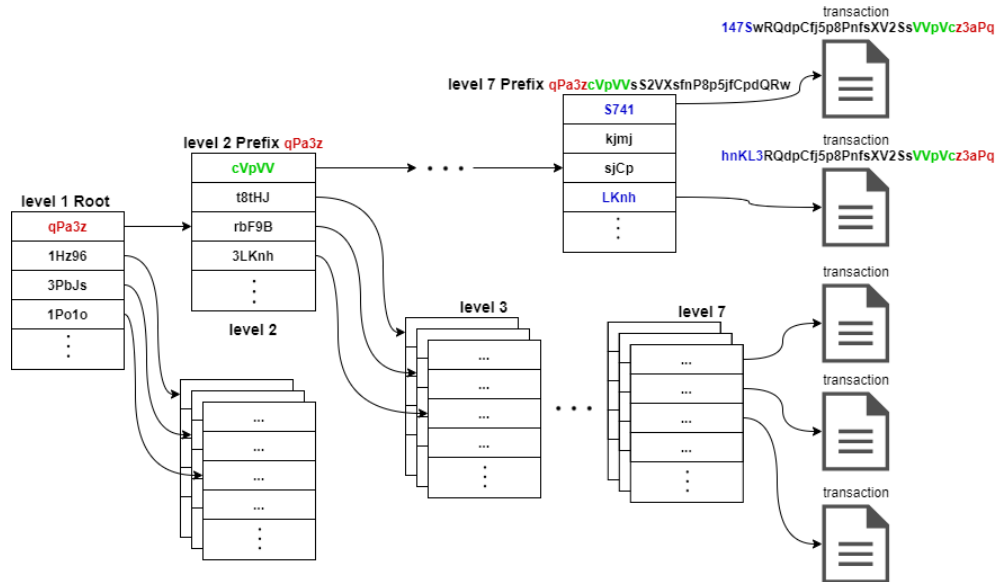 transaction
147SwRQdpCfj5p8PnfsXV2SsVVpVcz3aPq
level 7 Prefix qPa3zcVpVVsS2VXsfnP8p5jfCpdQRw
S741
kjmj
sjCp
LKnh
transaction
hnKL3RQdpCfj5p8PnfsXV2SsVVpVcz3aPq
level 2 Prefix qPa3z
cVpVV
t8tHJ
rbF9B
3LKnh
level 1 Root
qPa3z
1Hz96
3PbJs
1Po1o
level 2
...
...
...
...
level 3
...
...
...
...
level 7
...
...
...
...
transaction
transaction
transaction